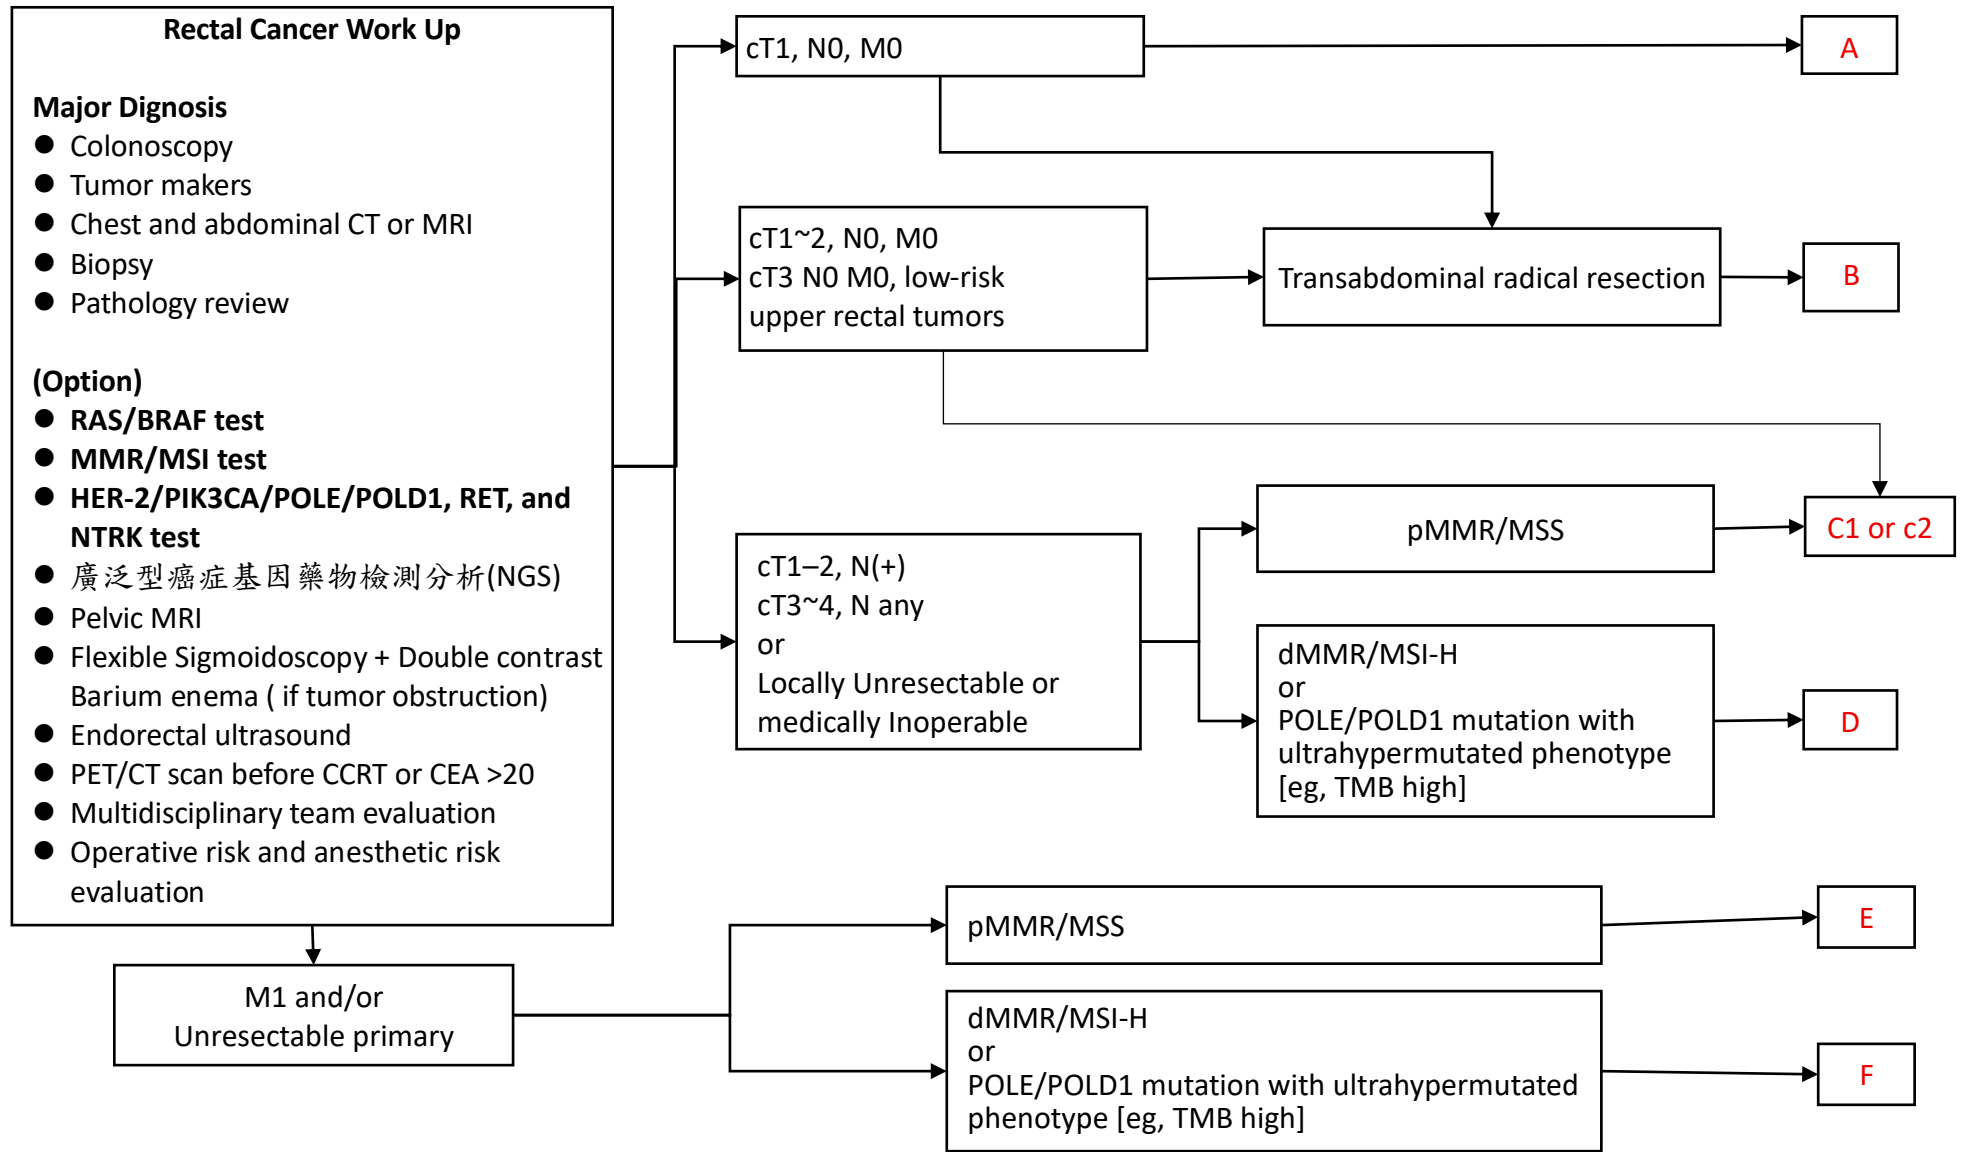 Rectal Cancer Work Up
Major Dignosis
● Colonoscopy
● Tumor makers
● Chest and abdominal CT or MRI
● Biopsy
● Pathology review
(Option)
● RAS/BRAF test
● MMR/MSI test
● HER-2/PIK3CA/POLE/POLD1, RET, and
NTRK test
● 廣泛型癌症基因藥物檢測分析(NGS)
● Pelvic MRI
● Flexible Sigmoidoscopy + Double contrast
Barium enema ( if tumor obstruction)
● Endorectal ultrasound
● PET/CT scan before CCRT or CEA >20
● Multidisciplinary team evaluation
● Operative risk and anesthetic risk
evaluation
cT1, N0, M0
A
cT1~2, N0, M0
cT3 N0 M0, low-risk
upper rectal tumors
Transabdominal radical resection
B
cT1–2, N(+)
cT3~4, N any
or
Locally Unresectable or
medically Inoperable
pMMR/MSS
C1 or c2
dMMR/MSI-H
or
POLE/POLD1 mutation with
ultrahypermutated phenotype
[eg, TMB high]
D
M1 and/or
Unresectable primary
pMMR/MSS
E
dMMR/MSI-H
or
POLE/POLD1 mutation with ultrahypermutated
phenotype [eg, TMB high]
F